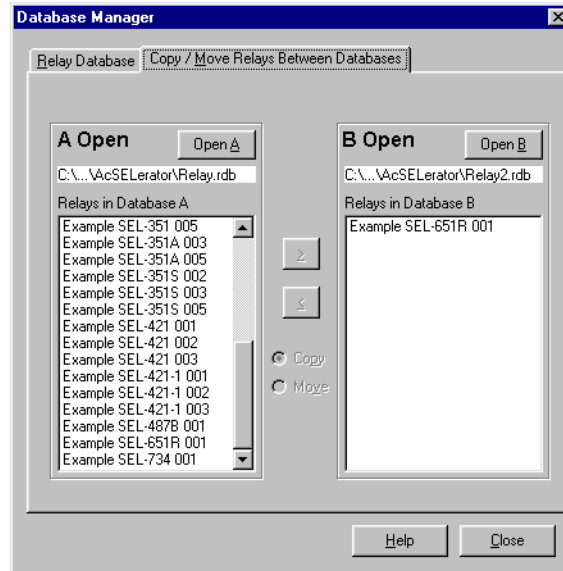 Database Manager
Relay Database
Copy / Move Relays Between Databases
A Open
Open A
C:\...\AcSELerator\Relay.rdb
Relays in Database A
Example SEL-351 005
Example SEL-351A 003
Example SEL-351A 005
Example SEL-351S 002
Example SEL-351S 003
Example SEL-351S 005
Example SEL-421 001
Example SEL-421 002
Example SEL-421 003
Example SEL-421-1 001
Example SEL-421-1 002
Example SEL-421-1 003
Example SEL-487B 001
Example SEL-651R 001
Example SEL-734 001
>
<
Copy
Move
B Open
Open B
C:\...\AcSELerator\Relay2.rdb
Relays in Database B
Example SEL-651R 001
Help
Close